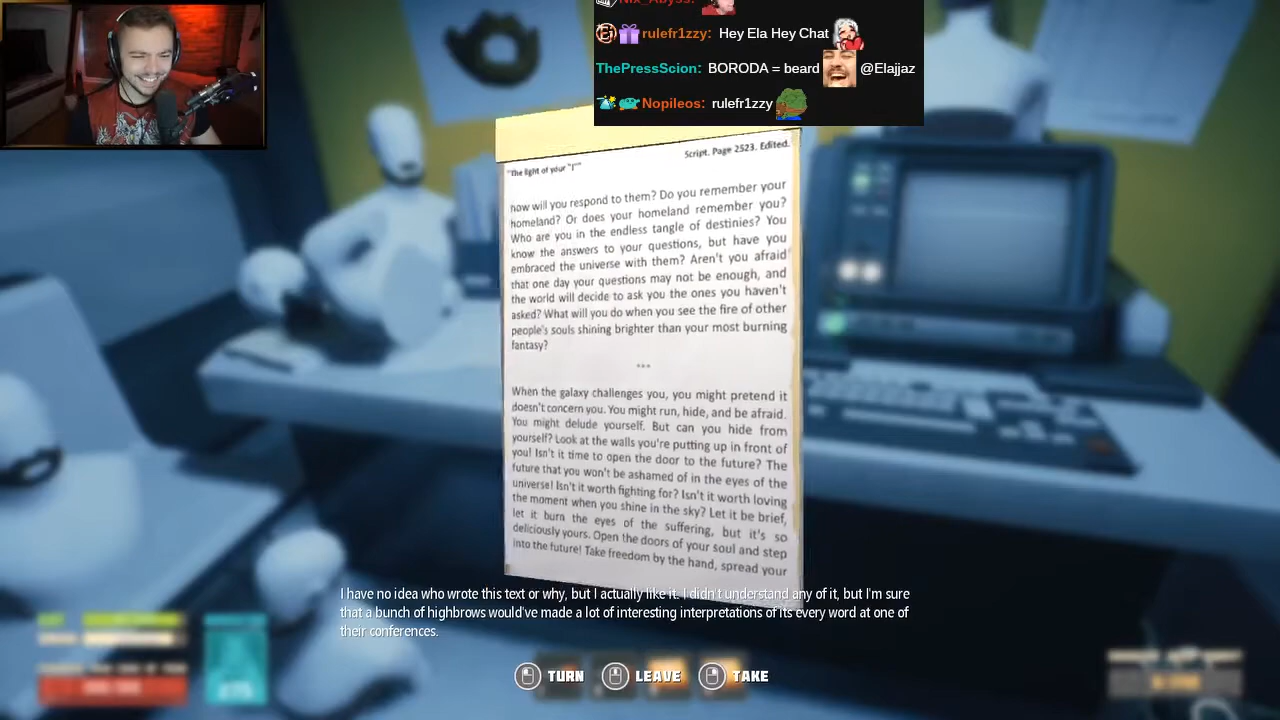 Nix_Abyss:
rulefr1zzy: Hey Ela Hey Chat
ThePressScion: BORODA = beard @Elajjaz
Nopileos: rulefr1zzy
"The light of your "I""
Script. Page 2523. Edited.
how will you respond to them? Do you remember your
homeland? Or does your homeland remember you?
Who are you in the endless tangle of destinies? You
know the answers to your questions, but have you
embraced the universe with them? Aren't you afraid
that one day your questions may not be enough, and
the world will decide to ask you the ones you haven't
asked? What will you do when you see the fire of other
people's souls shining brighter than your most burning
fantasy?
***
When the galaxy challenges you, you might pretend it
doesn't concern you. You might run, hide, and be afraid.
You might delude yourself. But can you hide from
yourself? Look at the walls you're putting up in front of
you! Isn't it time to open the door to the future? The
future that you won't be ashamed of in the eyes of the
universe! Isn't it worth fighting for? Isn't it worth loving
the moment when you shine in the sky? Let it be brief,
let it burn the eyes of the suffering, but it's so
deliciously yours. Open the doors of your soul and step
into the future! Take freedom by the hand, spread your
I have no idea who wrote this text or why, but I actually like it. I didn't understand any of it, but I'm sure
that a bunch of highbrows would've made a lot of interesting interpretations of its every word at one of
their conferences.
TURN
LEAVE
TAKE